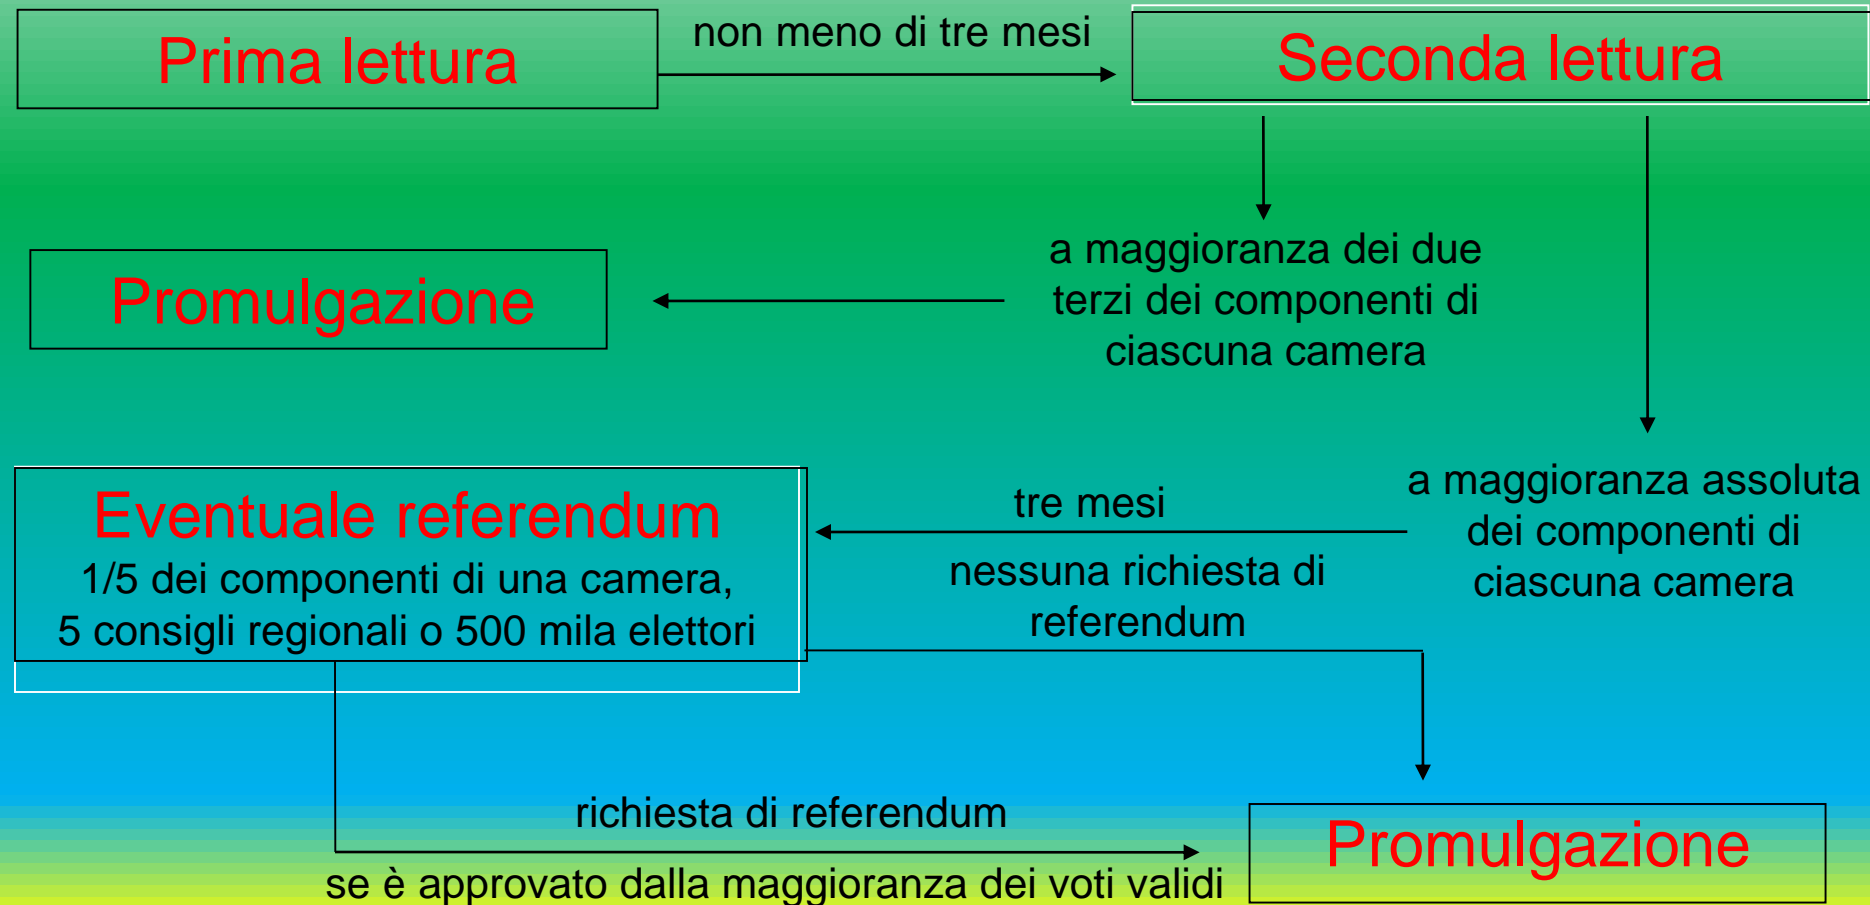 Prima lettura
non meno di tre mesi
Seconda lettura
a maggioranza dei due
terzi dei componenti di
ciascuna camera
Promulgazione
a maggioranza assoluta
dei componenti di
ciascuna camera
tre mesi
nessuna richiesta di
referendum
Eventuale referendum
1/5 dei componenti di una camera,
5 consigli regionali o 500 mila elettori
richiesta di referendum
se è approvato dalla maggioranza dei voti validi
Promulgazione